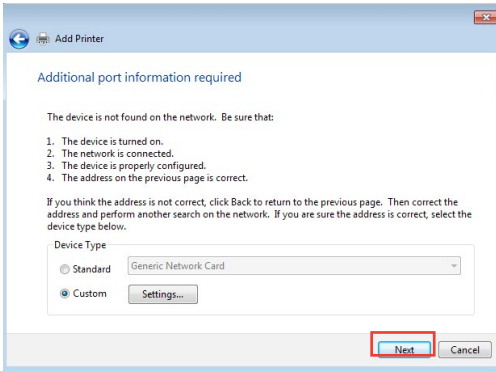 Add Printer
Additional port information required
The device is not found on the network. Be sure that:
1. The device is turned on.
2. The network is connected.
3. The device is properly configured.
4. The address on the previous page is correct.
If you think the address is not correct, click Back to return to the previous page. Then correct the
address and perform another search on the network. If you are sure the address is correct, select the
device type below.
Device Type
Standard Generic Network Card
Custom Settings...
Next Cancel